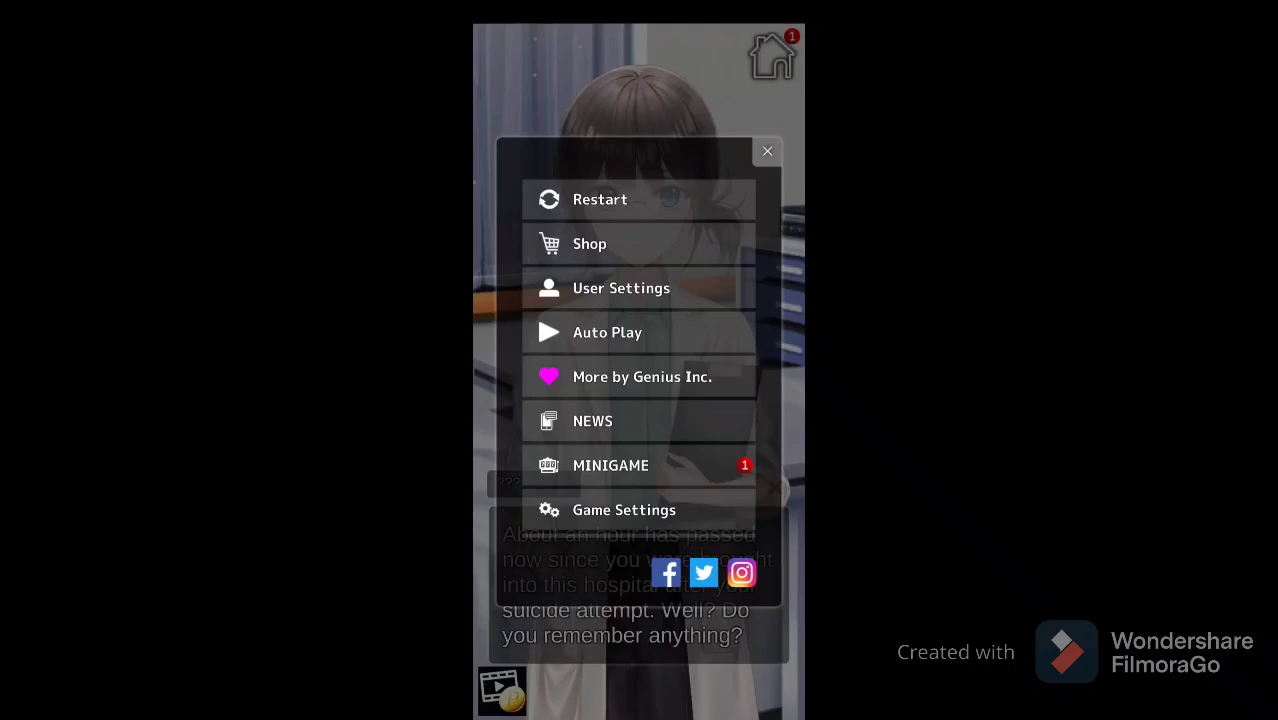 1
Restart
Shop
User Settings
Auto Play
More by Genius Inc.
NEWS
MINIGAME 1
Game Settings
???
About an hour has passed
now since you were brought
into this hospital after your
suicide attempt. Well? Do
you remember anything?
Created with
Wondershare
FilmoraGo